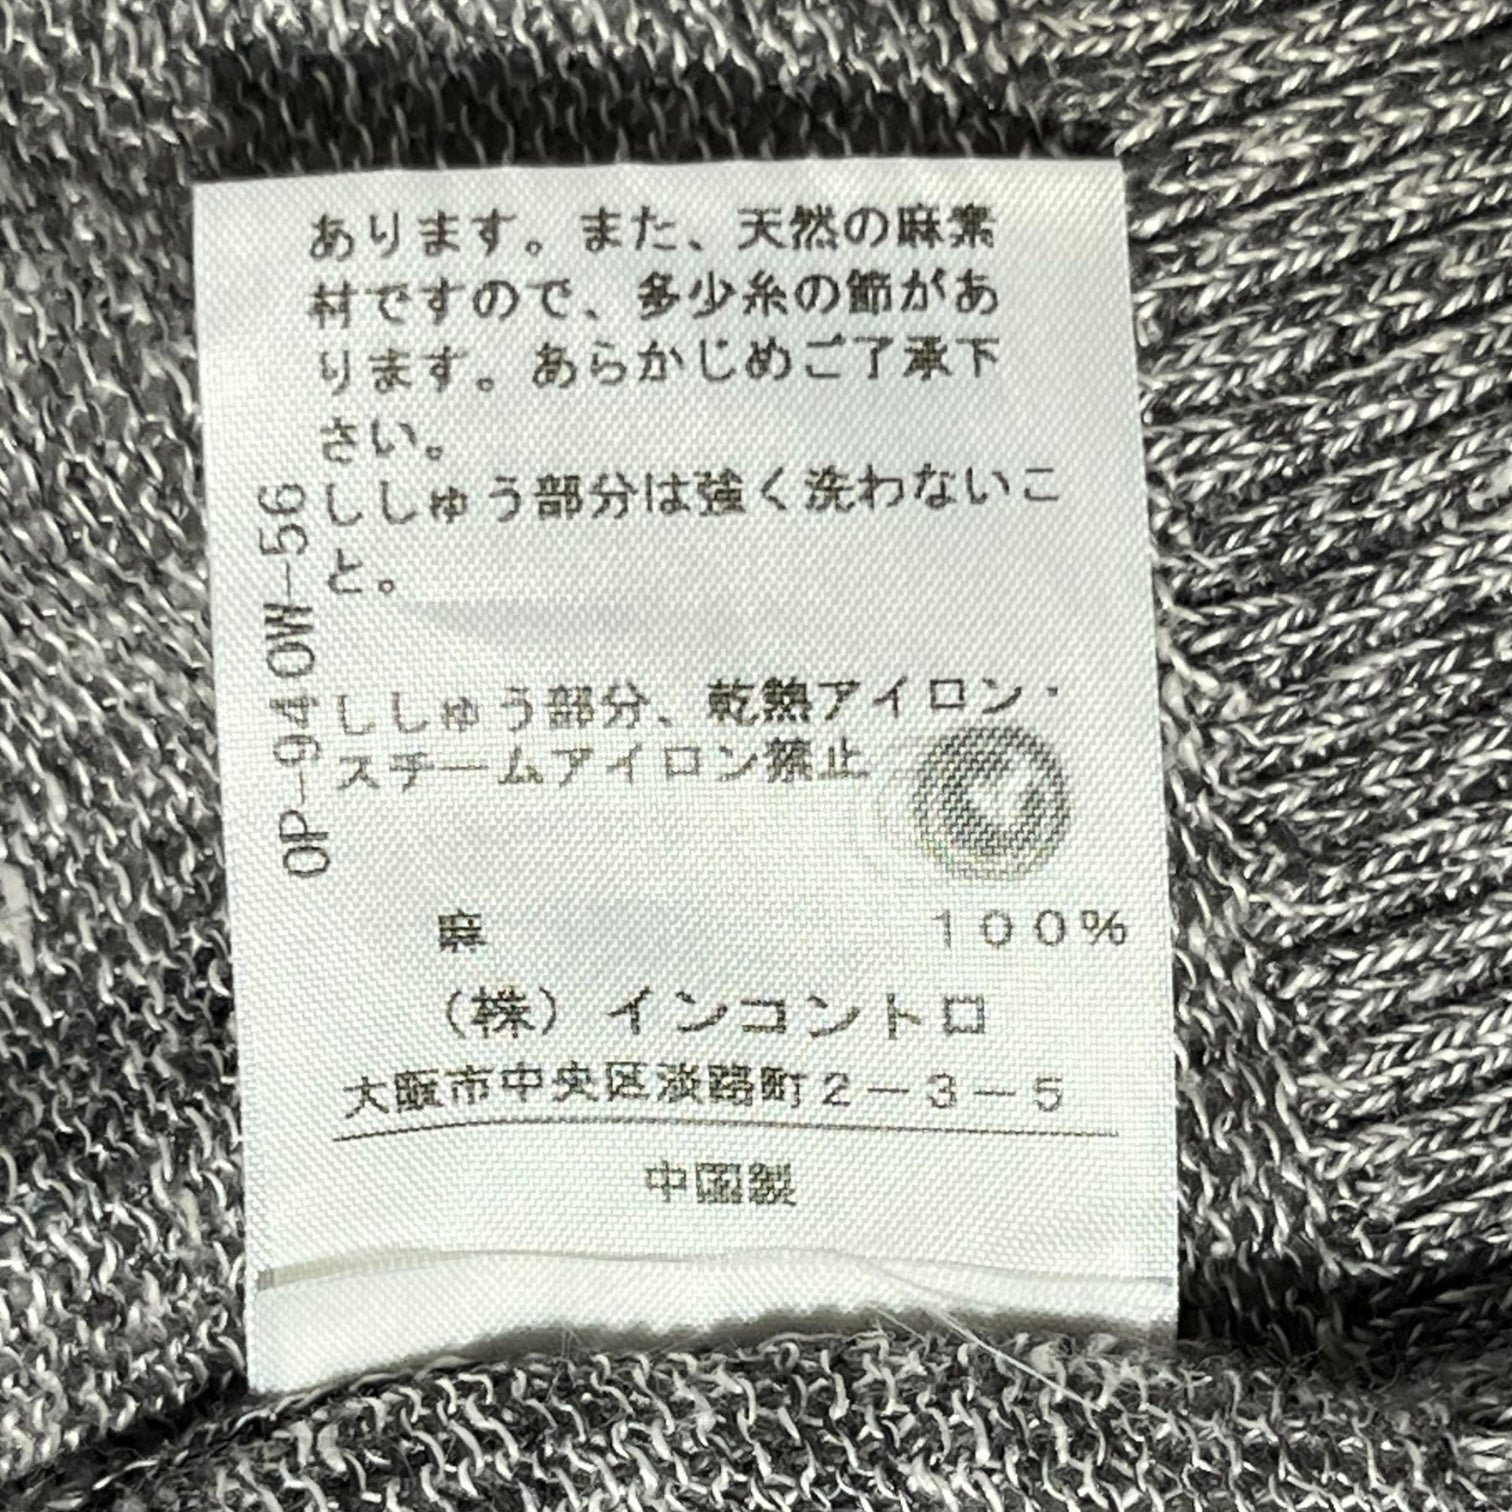 あります。また、天然の麻素
材ですので、多少糸の節があ
ります。あらかじめご了承下
さい。
ししゅう部分は強く洗わないこ
と。
ししゅう部分、乾熱アイロン・
スチームアイロン禁止
OP-940W-56
麻 100%
(株)インコントロ
大阪市中央区淡路町2-3-5
中国製